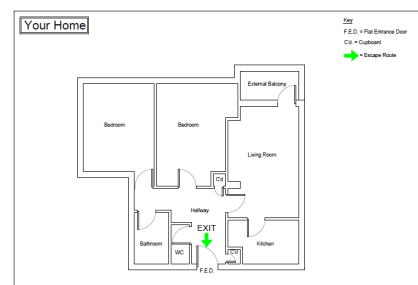 Your Home
Key
F.E.D. = Flat Entrance Door
C'd. = Cupboard
= Escape Route
External Balcony
Bedroom
Bedroom
Living Room
C'd
Hallway
EXIT
Bathroom
WC
C'd
Kitchen
F.E.D.